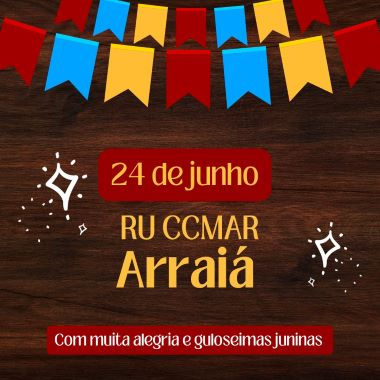 24 de junho
RU CCMAR
Arraiá
Com muita alegria e guloseimas juninas